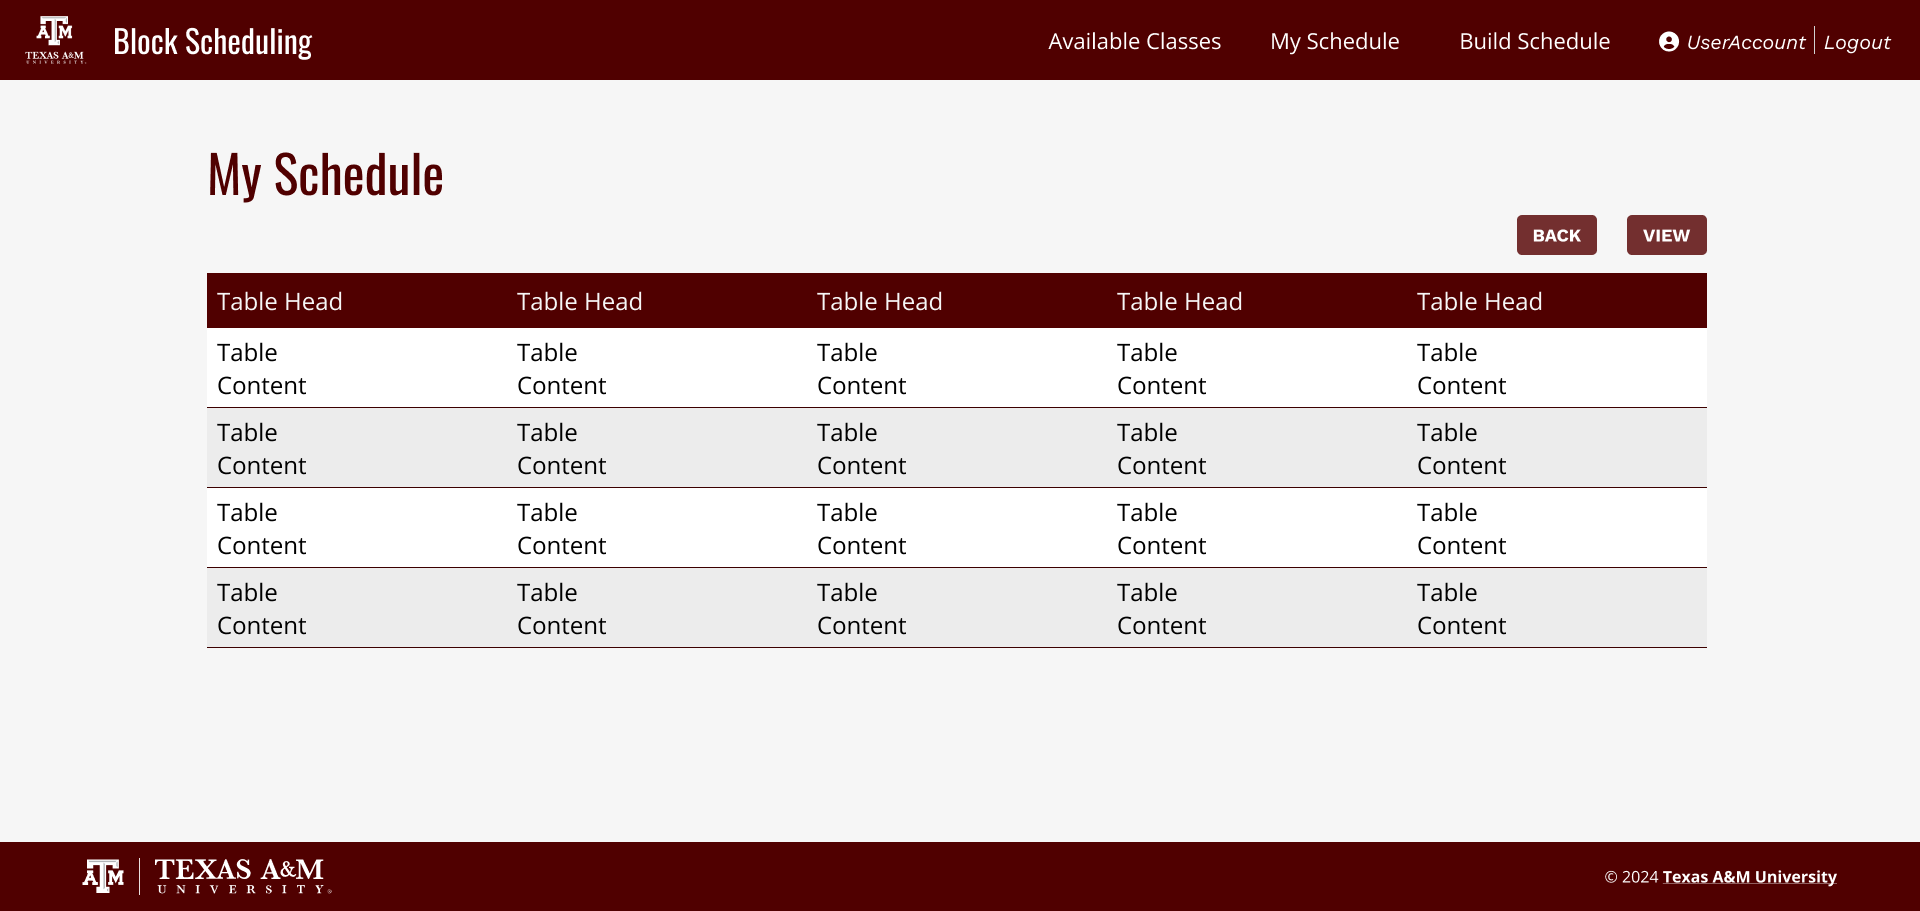 TEXAS A&M
UNIVERSITY.
Block Scheduling
Available Classes
My Schedule
Build Schedule
UserAccount
Logout
My Schedule
BACK
VIEW
Table Head Table Head Table Head Table Head Table Head
Table Table Table Table Table
Content Content Content Content Content
Table Table Table Table Table
Content Content Content Content Content
Table Table Table Table Table
Content Content Content Content Content
Table Table Table Table Table
Content Content Content Content Content
ATM
TEXAS A&M
UNIVERSITY®
© 2024 Texas A&M University